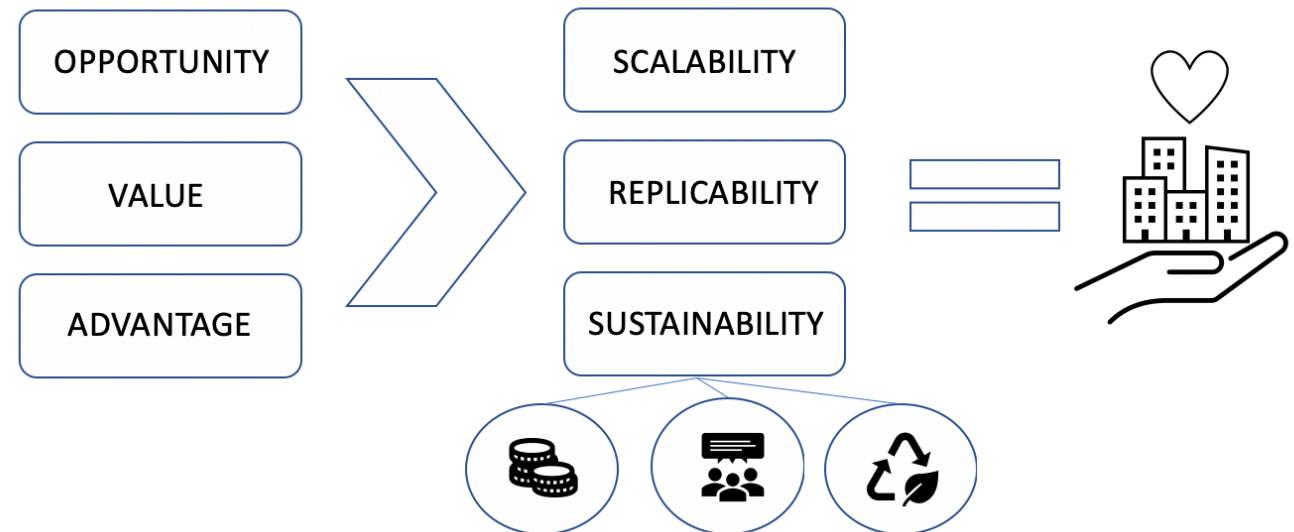 OPPORTUNITY
VALUE
ADVANTAGE
SCALABILITY
REPLICABILITY
SUSTAINABILITY